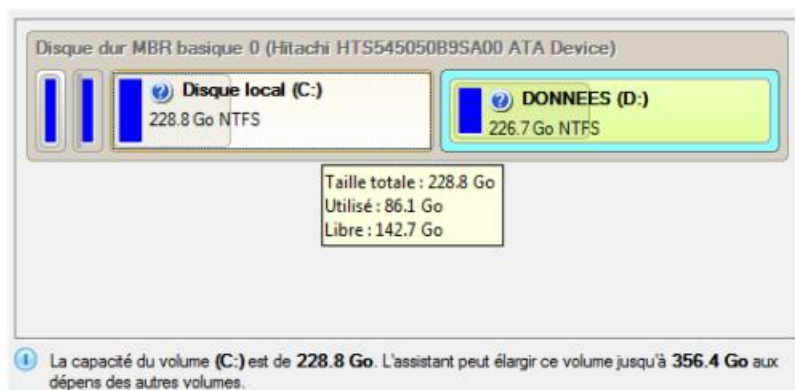 Disque dur MBR basique 0 (Hitachi HTS545050B9SA00 ATA Device)
Disque local (C:)
228.8 Go NTFS
DONNEES (D:)
226.7 Go NTFS
Taille totale : 228.8 Go
Utilisé : 86.1 Go
Libre : 142.7 Go
La capacité du volume (C:) est de 228.8 Go. L'assistant peut élargir ce volume jusqu'à 356.4 Go aux
dépens des autres volumes.